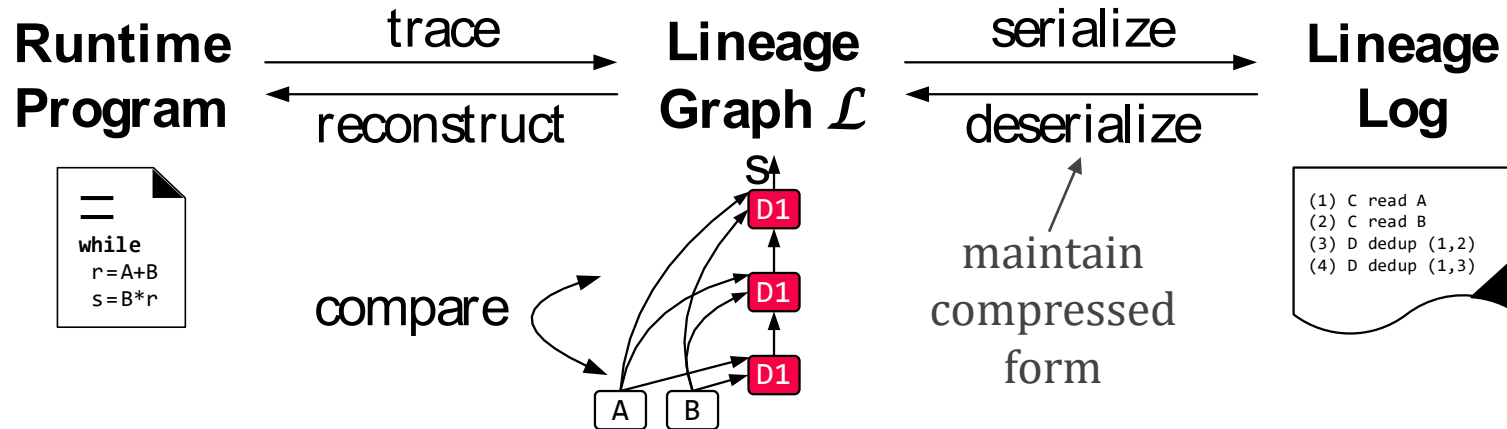 Runtime
Program
trace
reconstruct
Lineage
Graph ℒ
serialize
deserialize
Lineage
Log
while
r=A+B
s=B*r
compare
s
D1
D1
D1
A
B
maintain
compressed
form
(1) C read A
(2) C read B
(3) D dedup (1,2)
(4) D dedup (1,3)